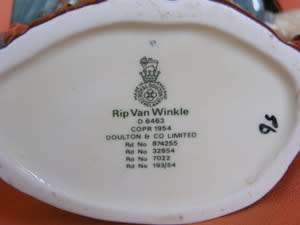 Rip Van Winkle
D 6463
COPR 1954
DOULTON & CO LIMITED
Rd No 874255
Rd No 32854
Rd No 7022
Rd No 193/54